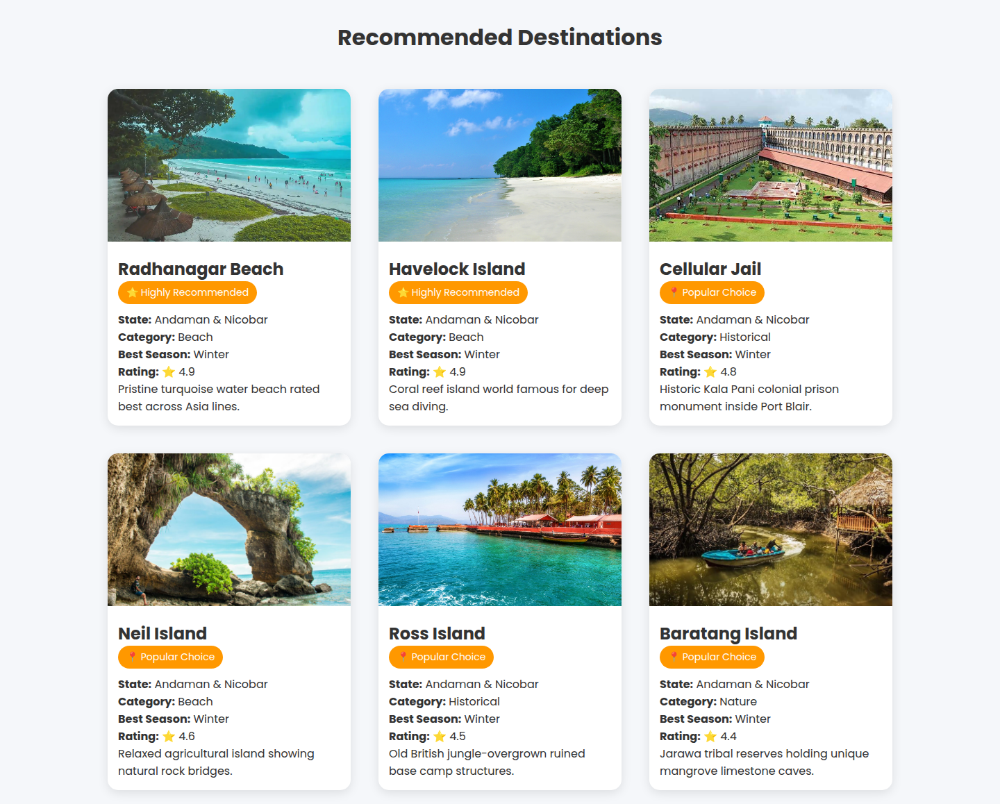 Recommended Destinations
Radhanagar Beach
⭐ Highly Recommended
State: Andaman & Nicobar
Category: Beach
Best Season: Winter
Rating: ⭐ 4.9
Pristine turquoise water beach rated
best across Asia lines.
Havelock Island
⭐ Highly Recommended
State: Andaman & Nicobar
Category: Beach
Best Season: Winter
Rating: ⭐ 4.9
Coral reef island world famous for deep
sea diving.
Cellular Jail
📍 Popular Choice
State: Andaman & Nicobar
Category: Historical
Best Season: Winter
Rating: ⭐ 4.8
Historic Kala Pani colonial prison
monument inside Port Blair.
Neil Island
📍 Popular Choice
State: Andaman & Nicobar
Category: Beach
Best Season: Winter
Rating: ⭐ 4.6
Relaxed agricultural island showing
natural rock bridges.
Ross Island
📍 Popular Choice
State: Andaman & Nicobar
Category: Historical
Best Season: Winter
Rating: ⭐ 4.5
Old British jungle-overgrown ruined
base camp structures.
Baratang Island
📍 Popular Choice
State: Andaman & Nicobar
Category: Nature
Best Season: Winter
Rating: ⭐ 4.4
Jarawa tribal reserves holding unique
mangrove limestone caves.